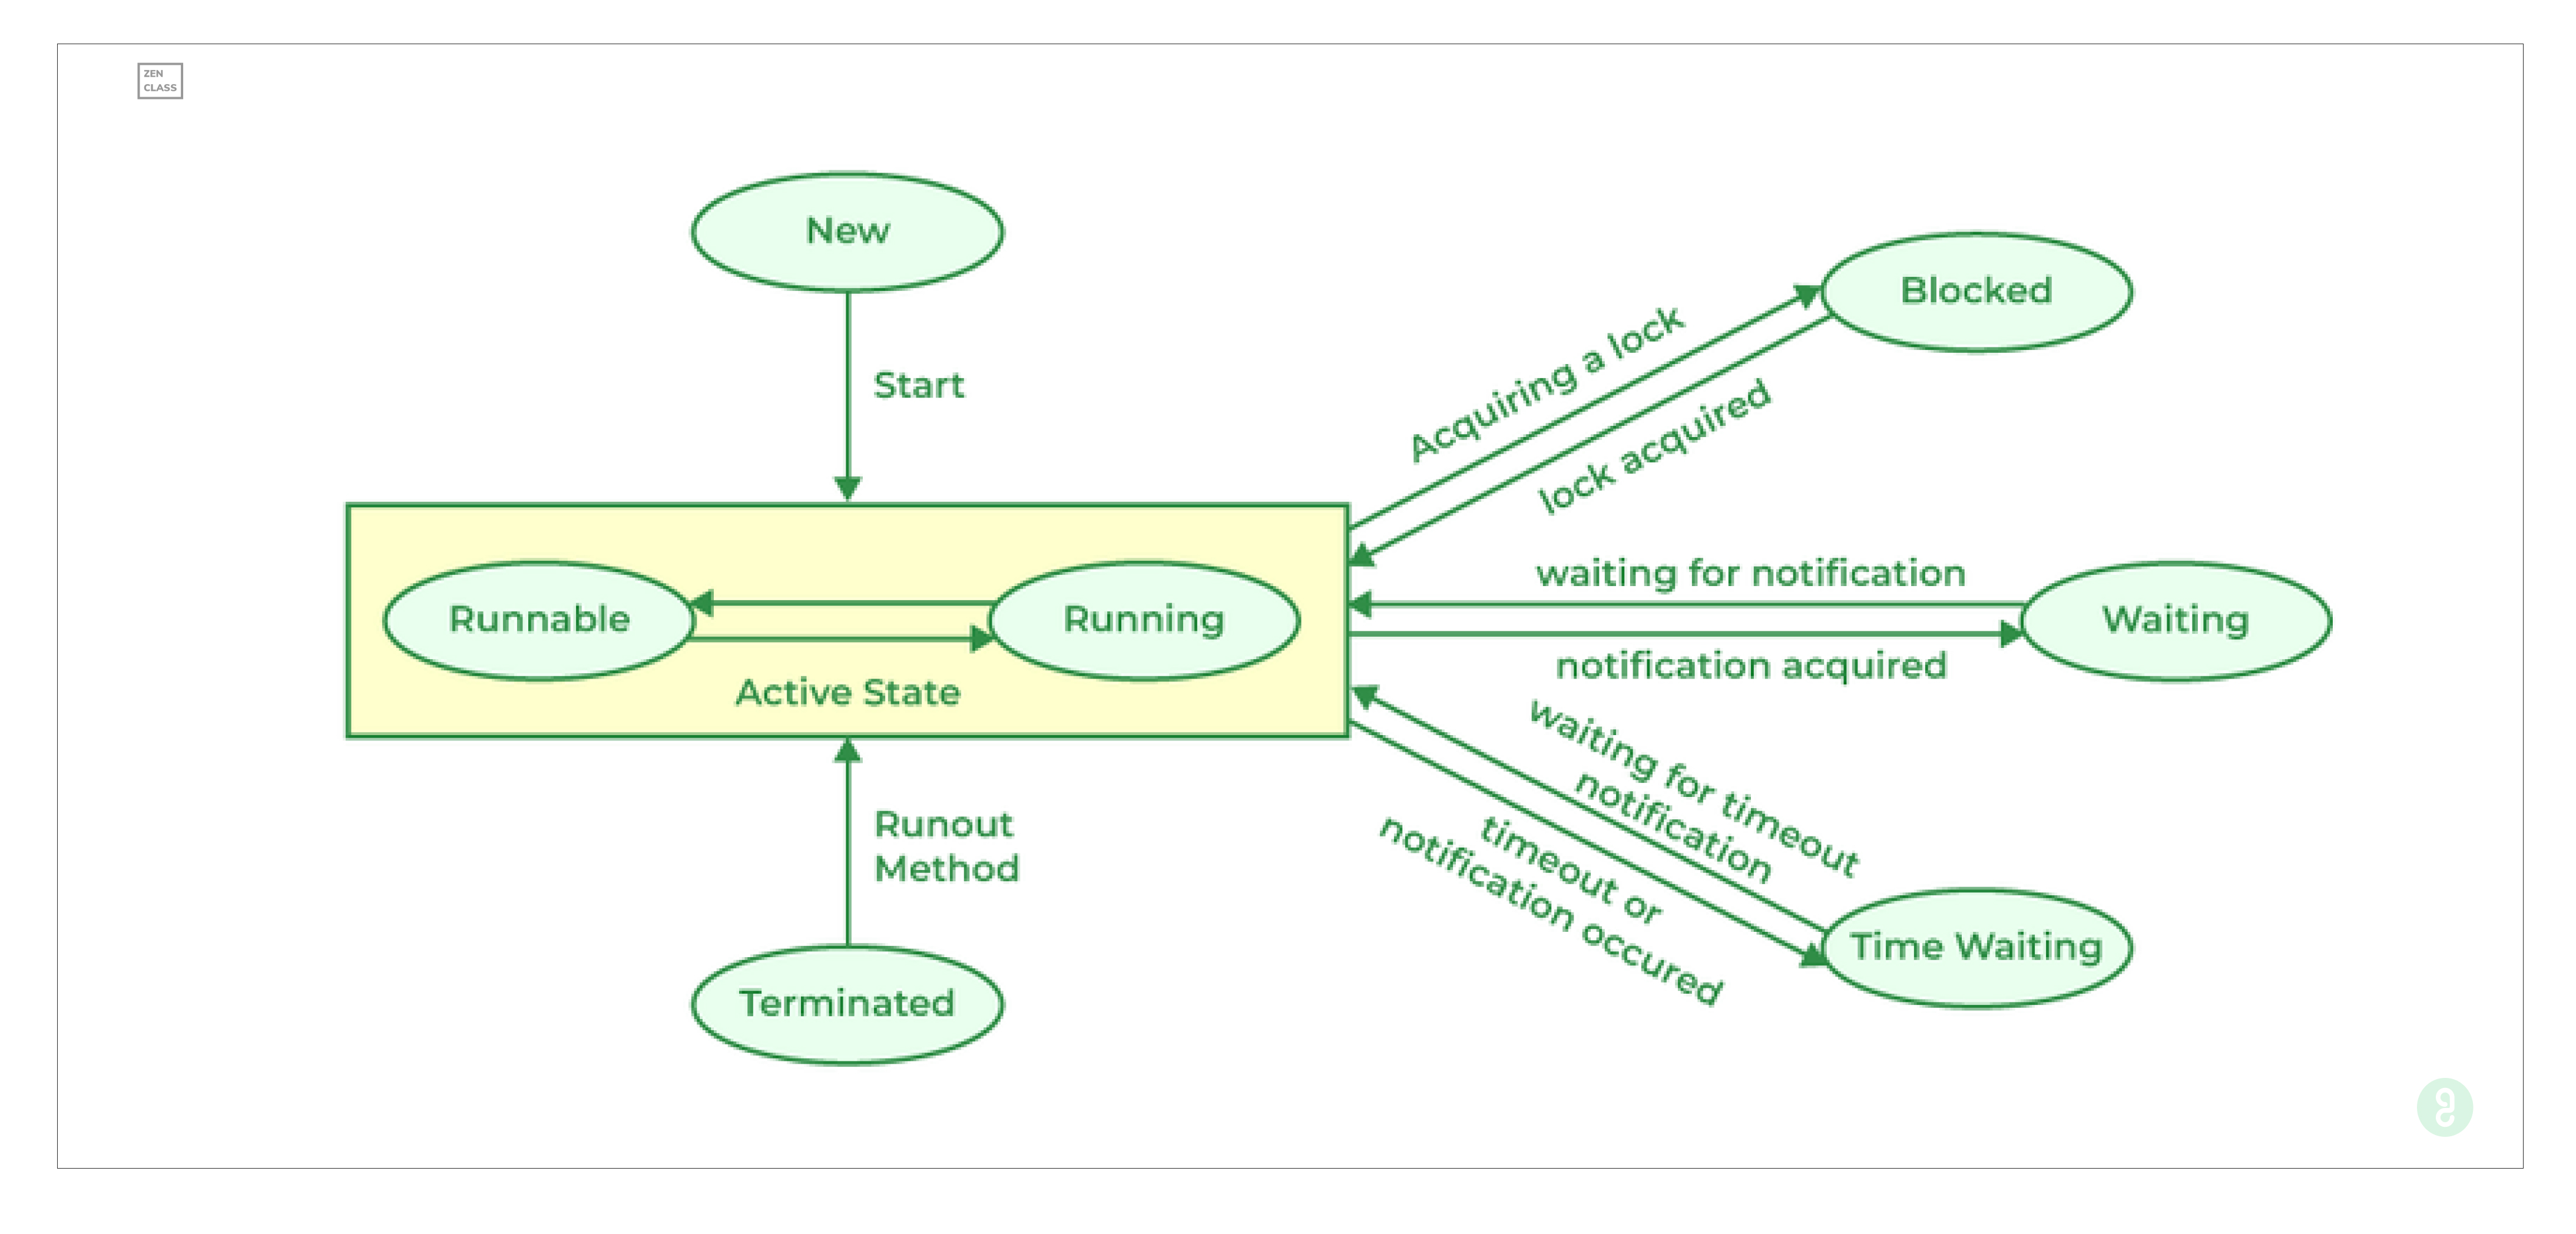 ZEN
CLASS
New
Start
Blocked
Acquiring a lock
lock acquired
Runnable
Running
Active State
waiting for notification
notification acquired
Waiting
waiting for timeout
notification
timeout or
notification occured
Time Waiting
Runout
Method
Terminated